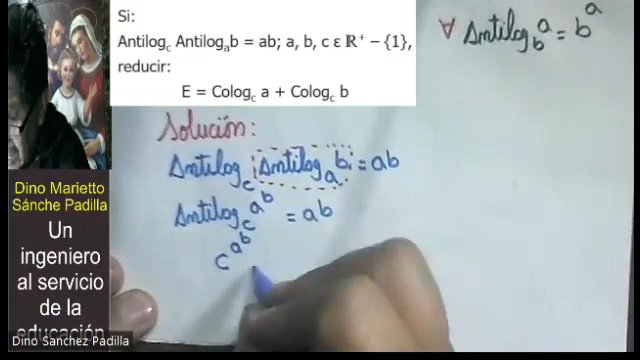 Si:
Antilog_c Antilog_a b = ab; a, b, c ε ℝ⁺ − {1},
reducir:
E = Colog_c a + Colog_c b
∀ Antilog_b a = b^a
Solución:
Antilog_c Antilog_a b = ab
Antilog_c a^b = ab
c^a^b
Dino Marietto
Sánche Padilla
Un
ingeniero
al servicio
de la
educación
Dino Sanchez Padilla